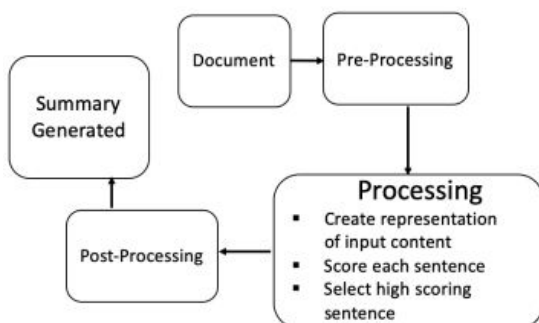 Document
Pre-Processing
Summary
Generated
Processing
▪ Create representation
of input content
▪ Score each sentence
▪ Select high scoring
sentence
Post-Processing